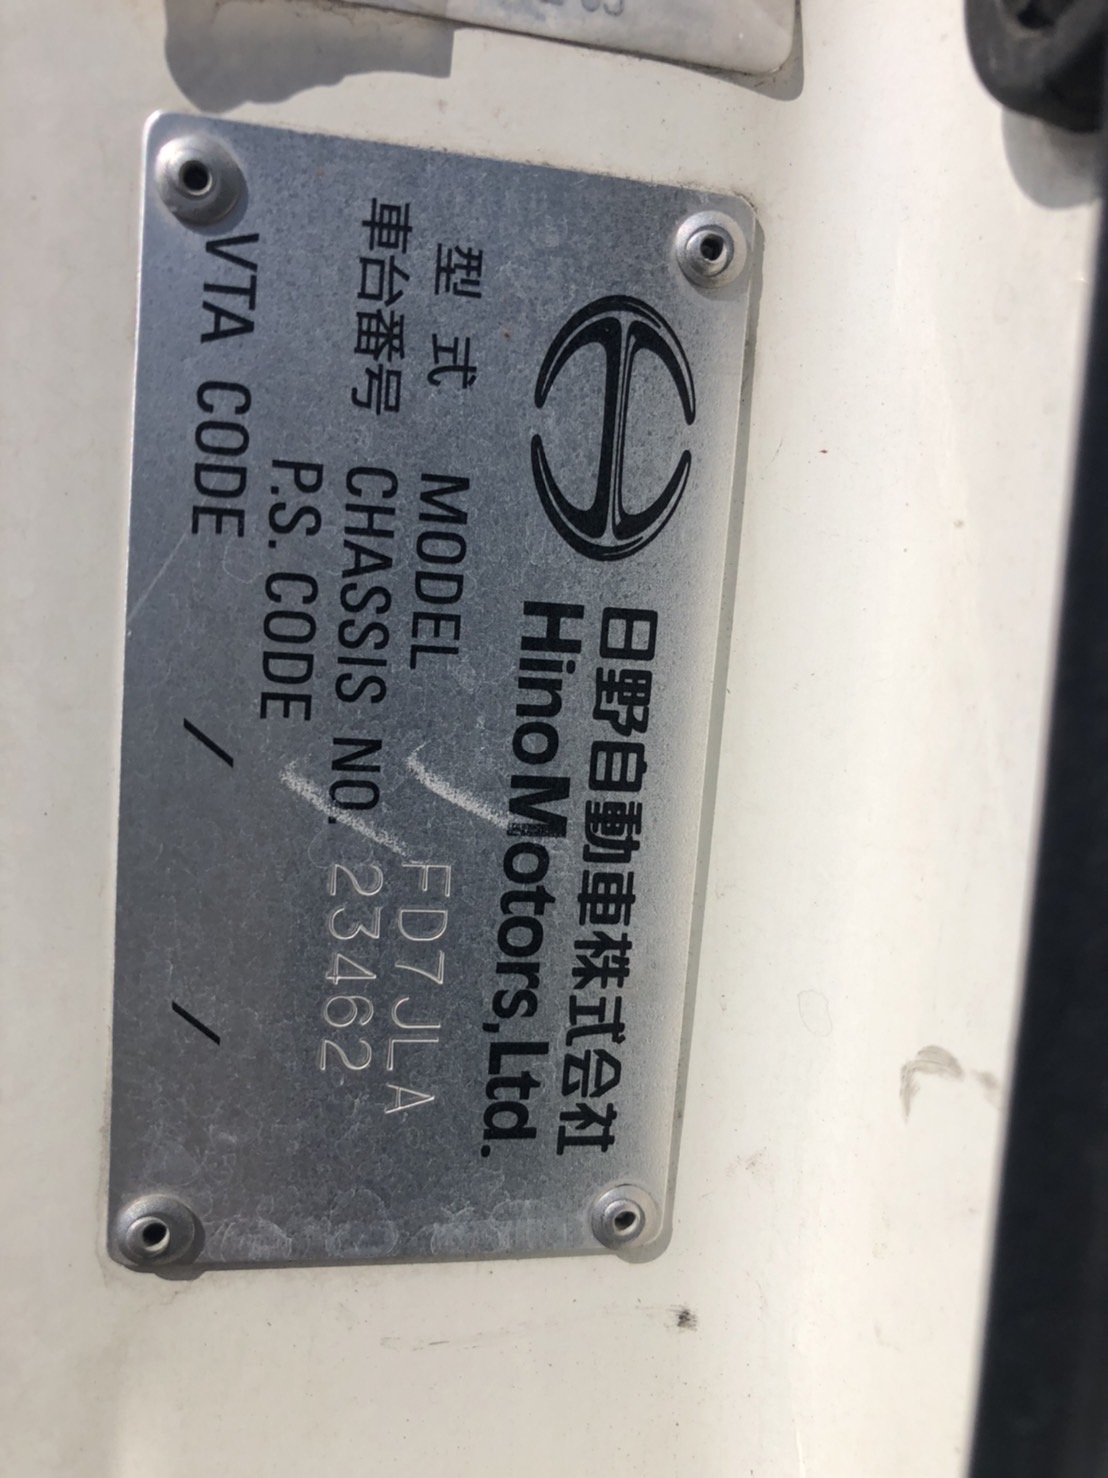 日野自動車株式会社
Hino Motors, Ltd.
型式 MODEL FD7JLA
車台番号 CHASSIS NO. 23462
P.S. CODE
VTA CODE / /